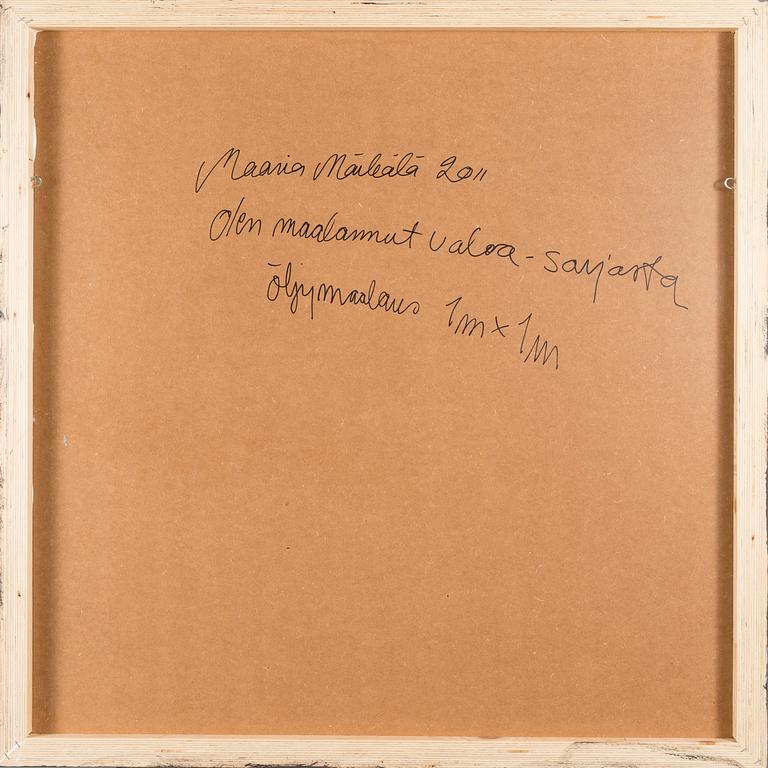 Maaria Märkälä 2011
Olen maalannut valoa-sarjasta
öljymaalaus 1m x 1m